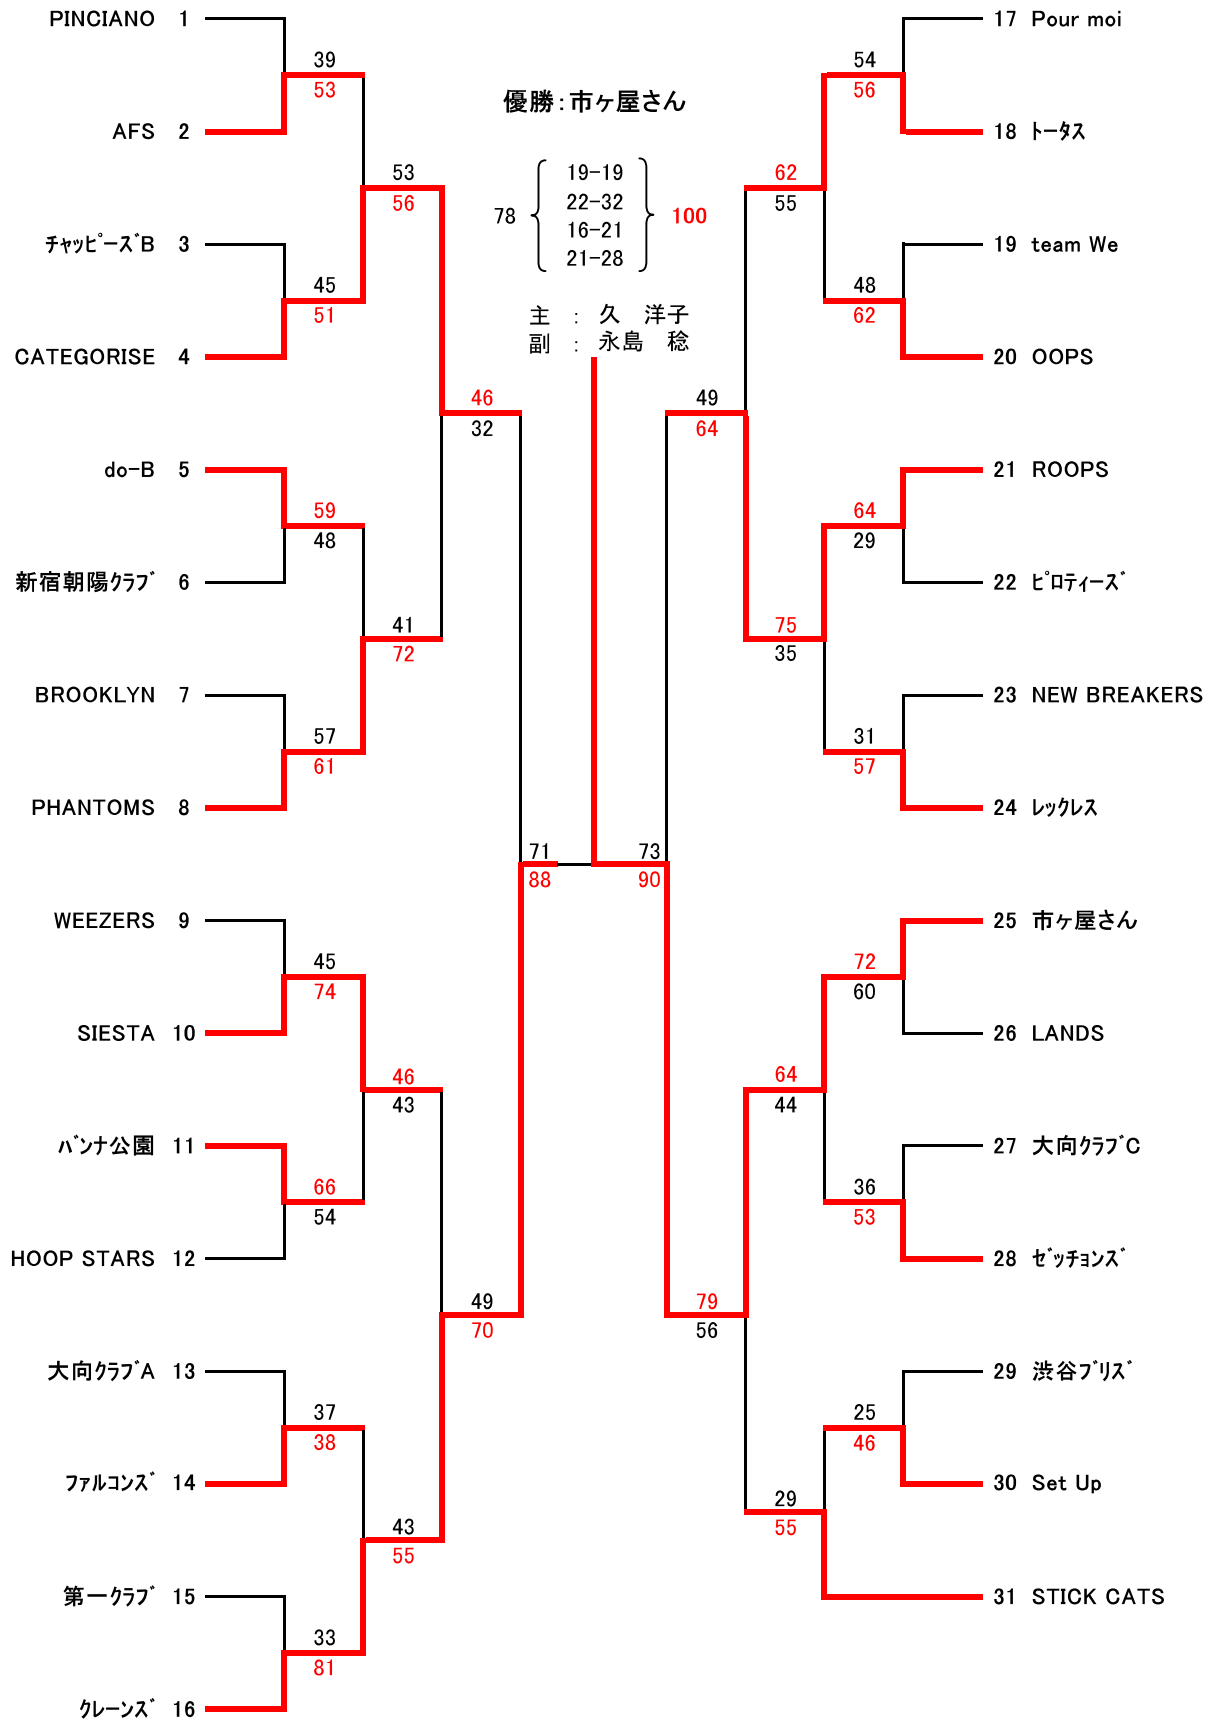 PINCIANO 1
39
53
AFS 2
53
56
チャッピーズB 3
45
51
CATEGORISE 4
46
32
do-B 5
59
48
新宿朝陽クラブ 6
41
72
BROOKLYN 7
57
61
PHANTOMS 8
71
88
WEEZERS 9
45
74
SIESTA 10
46
43
バンナ公園 11
66
54
HOOP STARS 12
49
70
大向クラブA 13
37
38
ファルコンズ 14
43
55
第一クラブ 15
33
81
クレーンズ 16
優勝:市ヶ屋さん
78
19-19
22-32
16-21
21-28
100
主 : 久 洋子
副 : 永島 稔
17 Pour moi
54
56
18 トータス
62
55
19 team We
48
62
20 OOPS
49
64
21 ROOPS
64
29
22 ピロティーズ
75
35
23 NEW BREAKERS
31
57
24 レックレス
73
90
25 市ヶ屋さん
72
60
26 LANDS
64
44
27 大向クラブC
36
53
28 ゼッチョンズ
79
56
29 渋谷ブリズ
25
46
30 Set Up
29
55
31 STICK CATS